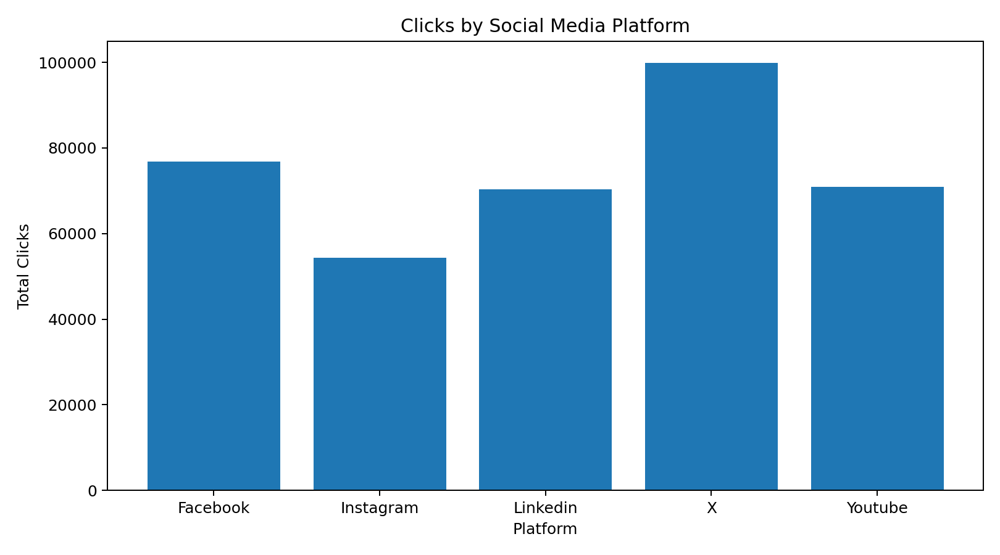 Clicks by Social Media Platform
100000
80000
60000
40000
20000
0
Total Clicks
Facebook Instagram Linkedin X Youtube
Platform